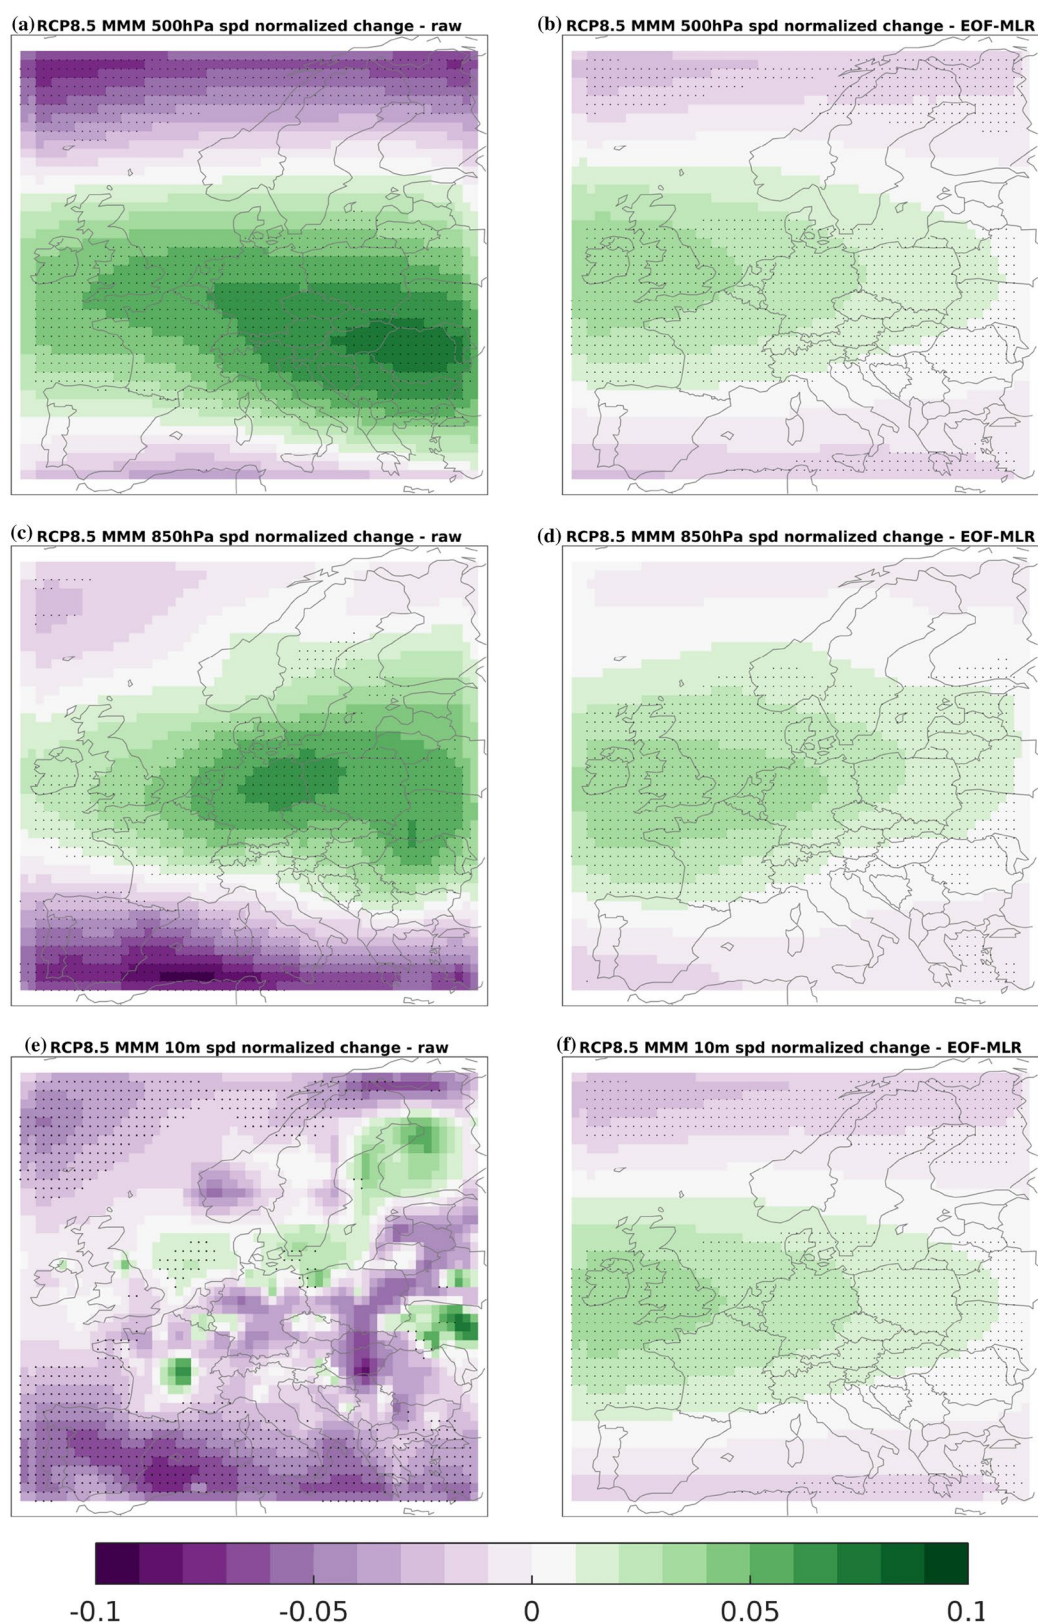 (a) RCP8.5 MMM 500hPa spd normalized change - raw
(b) RCP8.5 MMM 500hPa spd normalized change - EOF-MLR
(c) RCP8.5 MMM 850hPa spd normalized change - raw
(d) RCP8.5 MMM 850hPa spd normalized change - EOF-MLR
(e) RCP8.5 MMM 10m spd normalized change - raw
(f) RCP8.5 MMM 10m spd normalized change - EOF-MLR
-0.1 -0.05 0 0.05 0.1